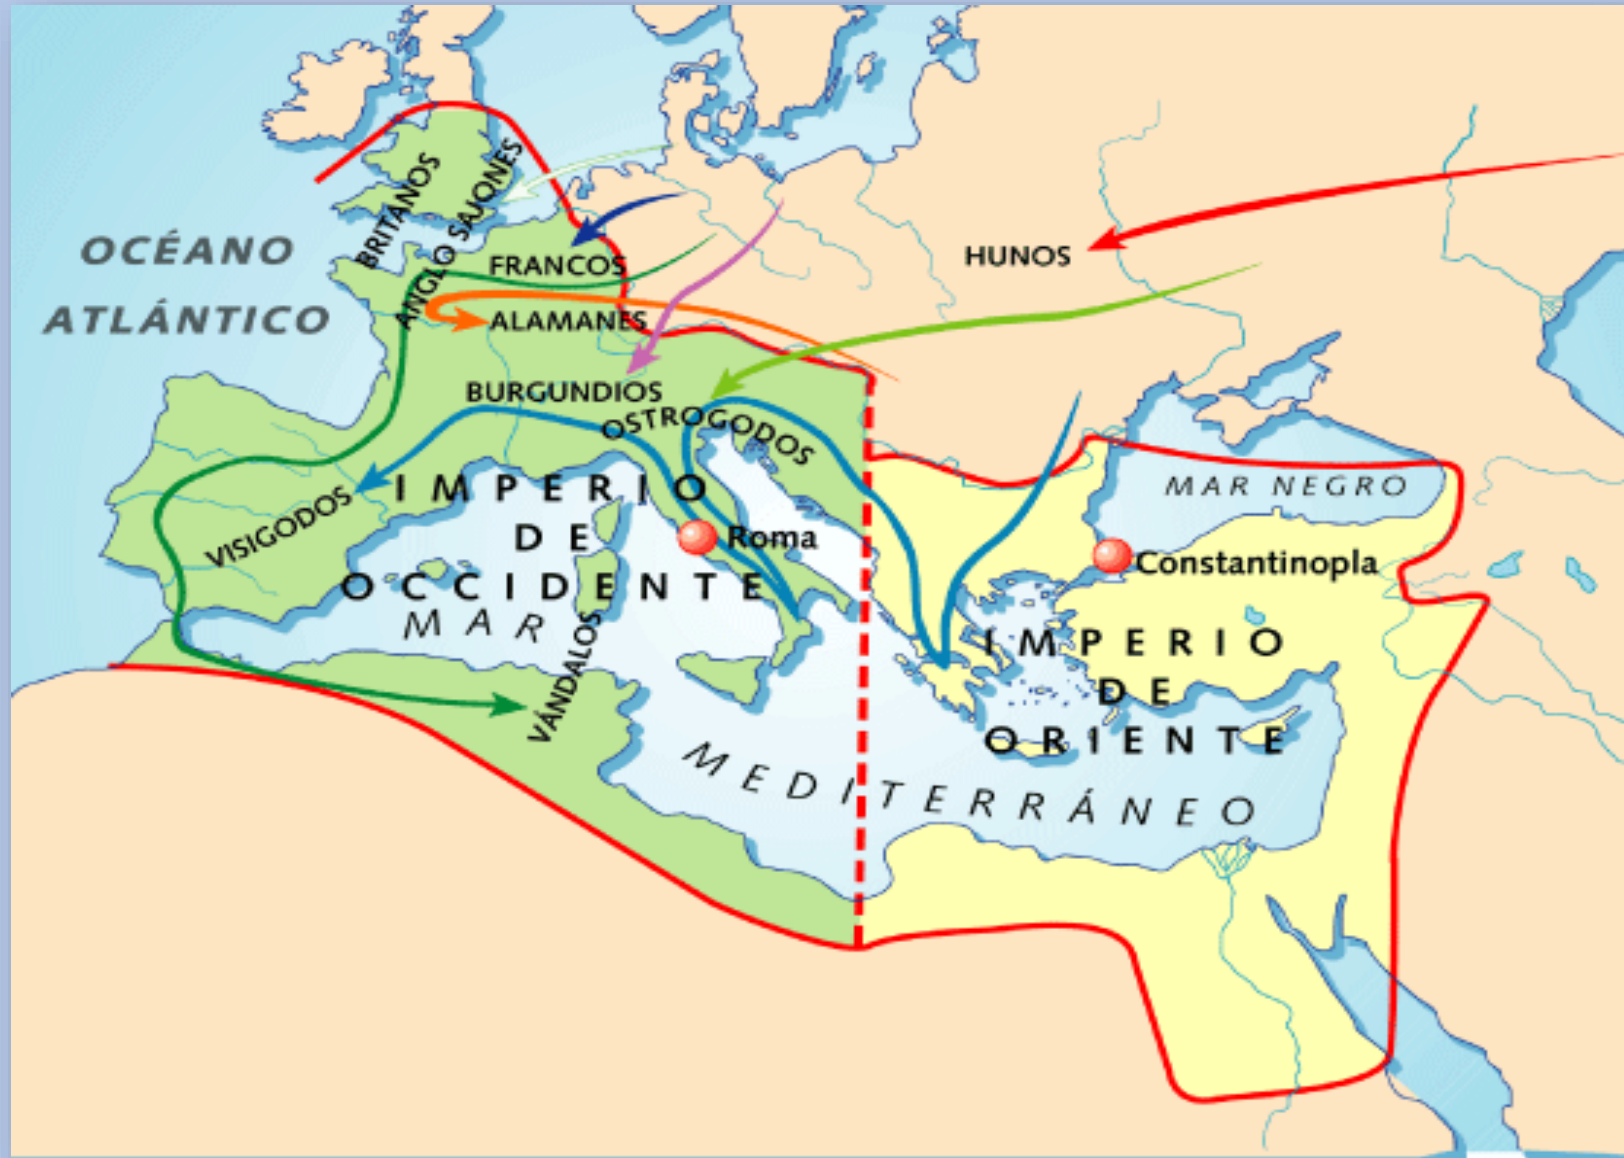 BRITANOS
ANGLO SAJONES
OCÉANO
ATLÁNTICO
FRANCOS
HUNOS
ALAMANES
BURGUNDIOS
OSTROGODOS
VISIGODOS
IMPERIO
DE
OCCIDENTE
MAR NEGRO
Roma
Constantinopla
MAR
MEDITERRÁNEO
VÁNDALOS
IMPERIO
DE
ORIENTE